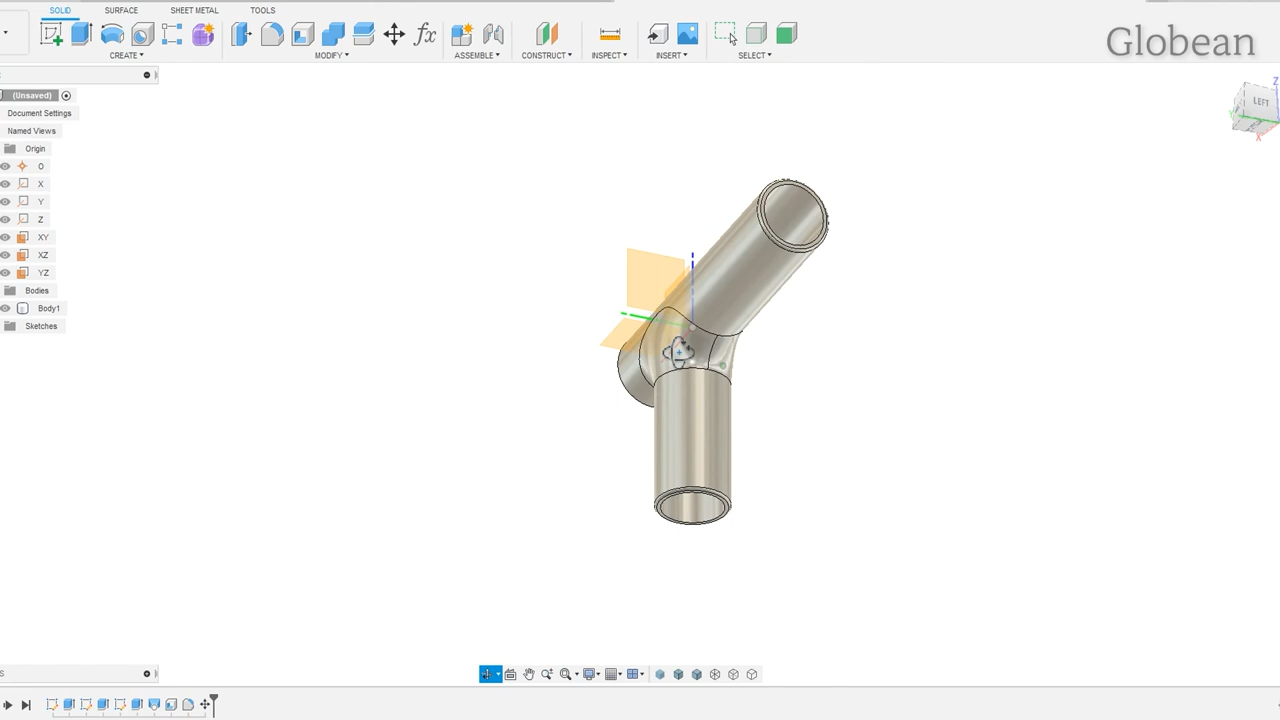 SOLID SURFACE SHEET METAL TOOLS
Globean
CREATE MODIFY fx ASSEMBLE CONSTRUCT INSPECT INSERT SELECT
(Unsaved)
Document Settings
Named Views
Origin
O
X
Y
Z
XY
XZ
YZ
Bodies
Body1
Sketches
Z
LEFT
X
S